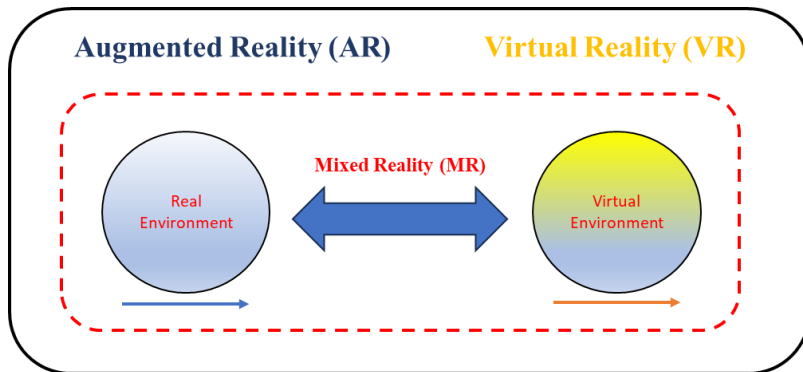 Augmented Reality (AR)
Virtual Reality (VR)
Mixed Reality (MR)
Real
Environment
Virtual
Environment